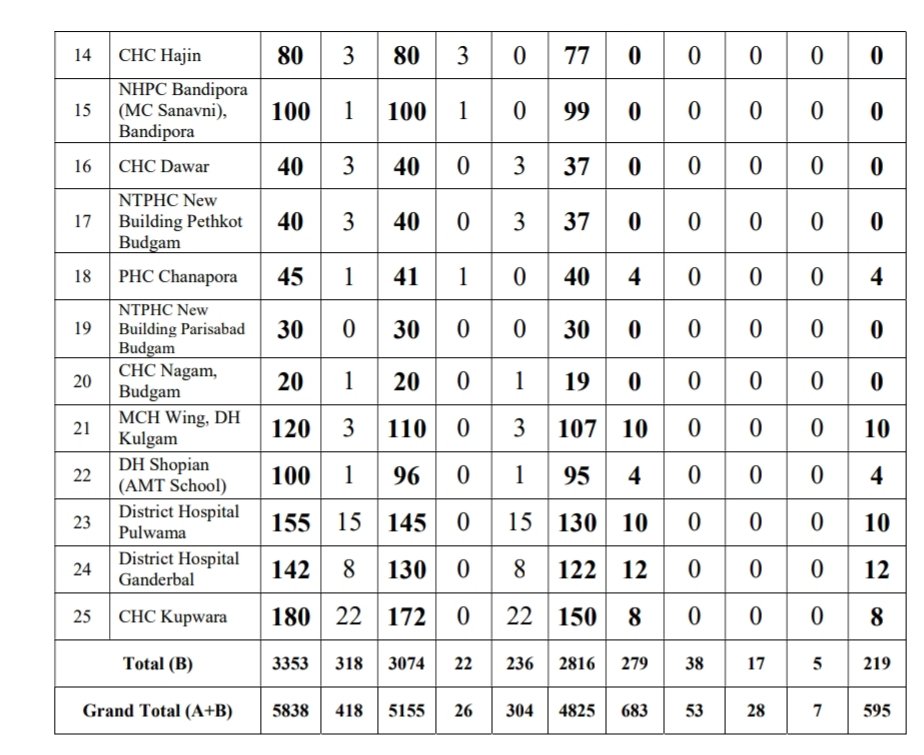 14 CHC Hajin 80 3 80 3 0 77 0 0 0 0 0
NHPC Bandipora
15 (MC Sanavni), 100 1 100 1 0 99 0 0 0 0 0
Bandipora
16 CHC Dawar 40 3 40 0 3 37 0 0 0 0 0
NTPHC New
17 Building Pethkot 40 3 40 0 3 37 0 0 0 0 0
Budgam
18 PHC Chanapora 45 1 41 1 0 40 4 0 0 0 4
NTPHC New
19 Building Parisabad 30 0 30 0 0 30 0 0 0 0 0
Budgam
20 CHC Nagam, 20 1 20 0 1 19 0 0 0 0 0
Budgam
21 MCH Wing, DH 120 3 110 0 3 107 10 0 0 0 10
Kulgam
22 DH Shopian 100 1 96 0 1 95 4 0 0 0 4
(AMT School)
23 District Hospital 155 15 145 0 15 130 10 0 0 0 10
Pulwama
24 District Hospital 142 8 130 0 8 122 12 0 0 0 12
Ganderbal
25 CHC Kupwara 180 22 172 0 22 150 8 0 0 0 8
Total (B) 3353 318 3074 22 236 2816 279 38 17 5 219
Grand Total (A+B) 5838 418 5155 26 304 4825 683 53 28 7 595